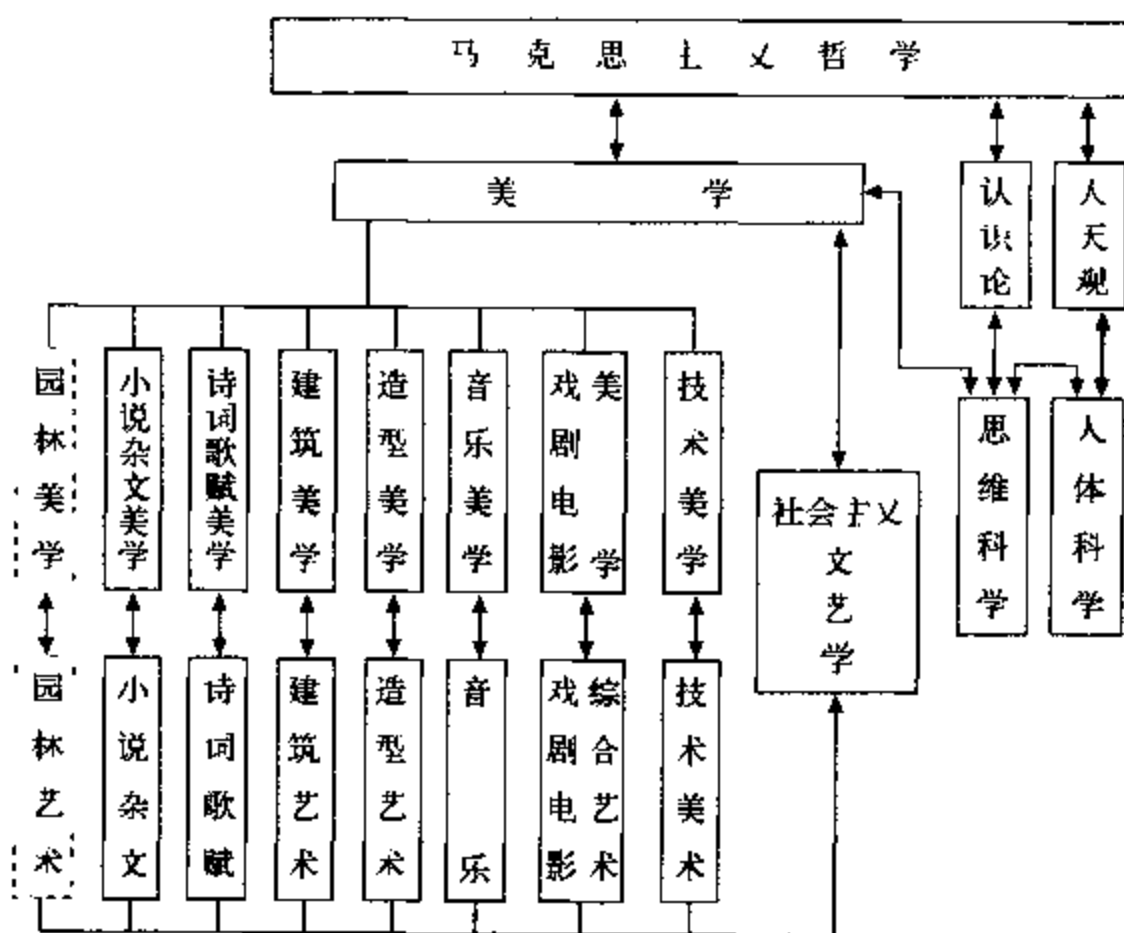 马克思主义哲学
美学
认识论
人天观
园林美学
小说杂文美学
诗词歌赋美学
建筑美学
造型美学
音乐美学
戏剧电影
美学
技术美学
社会主义
文艺学
思维科学
人体科学
园林艺术
小说杂文
诗词歌赋
建筑艺术
造型艺术
音乐
戏剧电影
综合艺术
技术美术